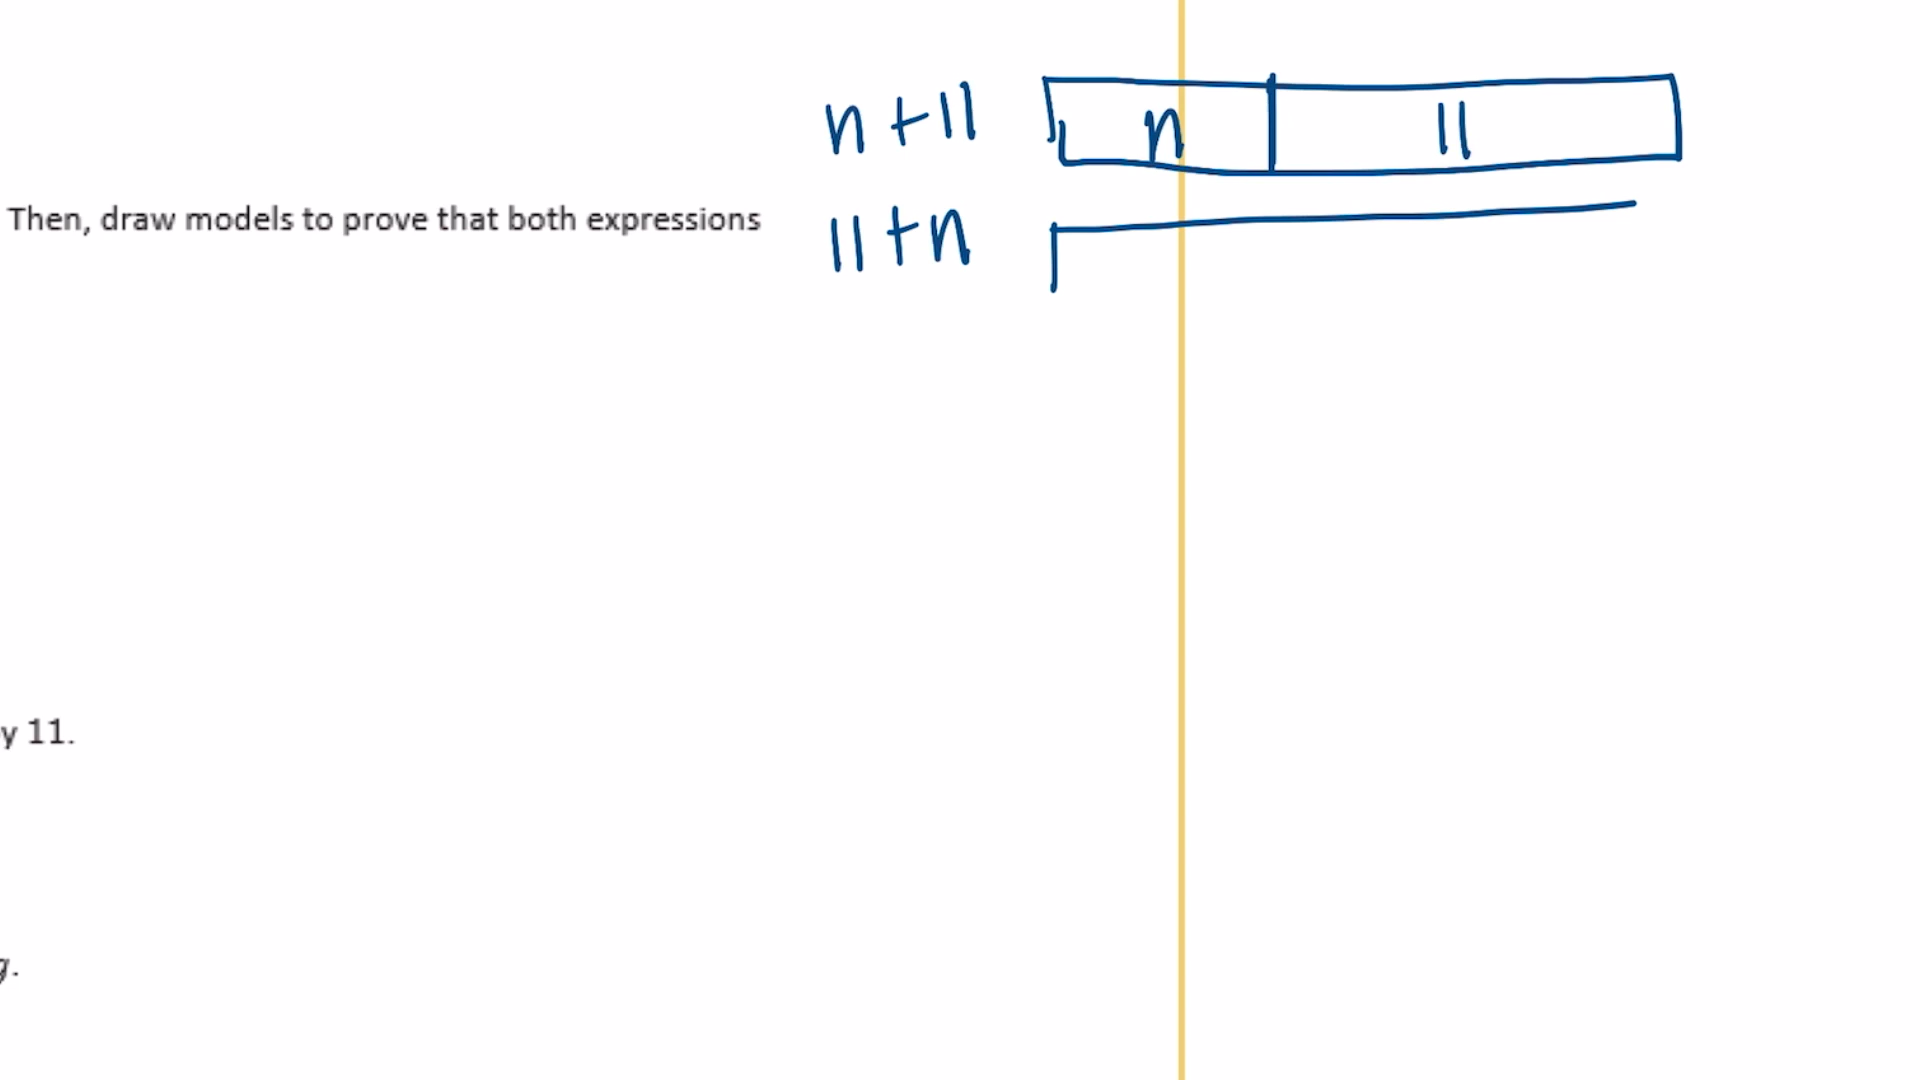 n + 11
n 11
Then, draw models to prove that both expressions
11 + n
y 11.
g.